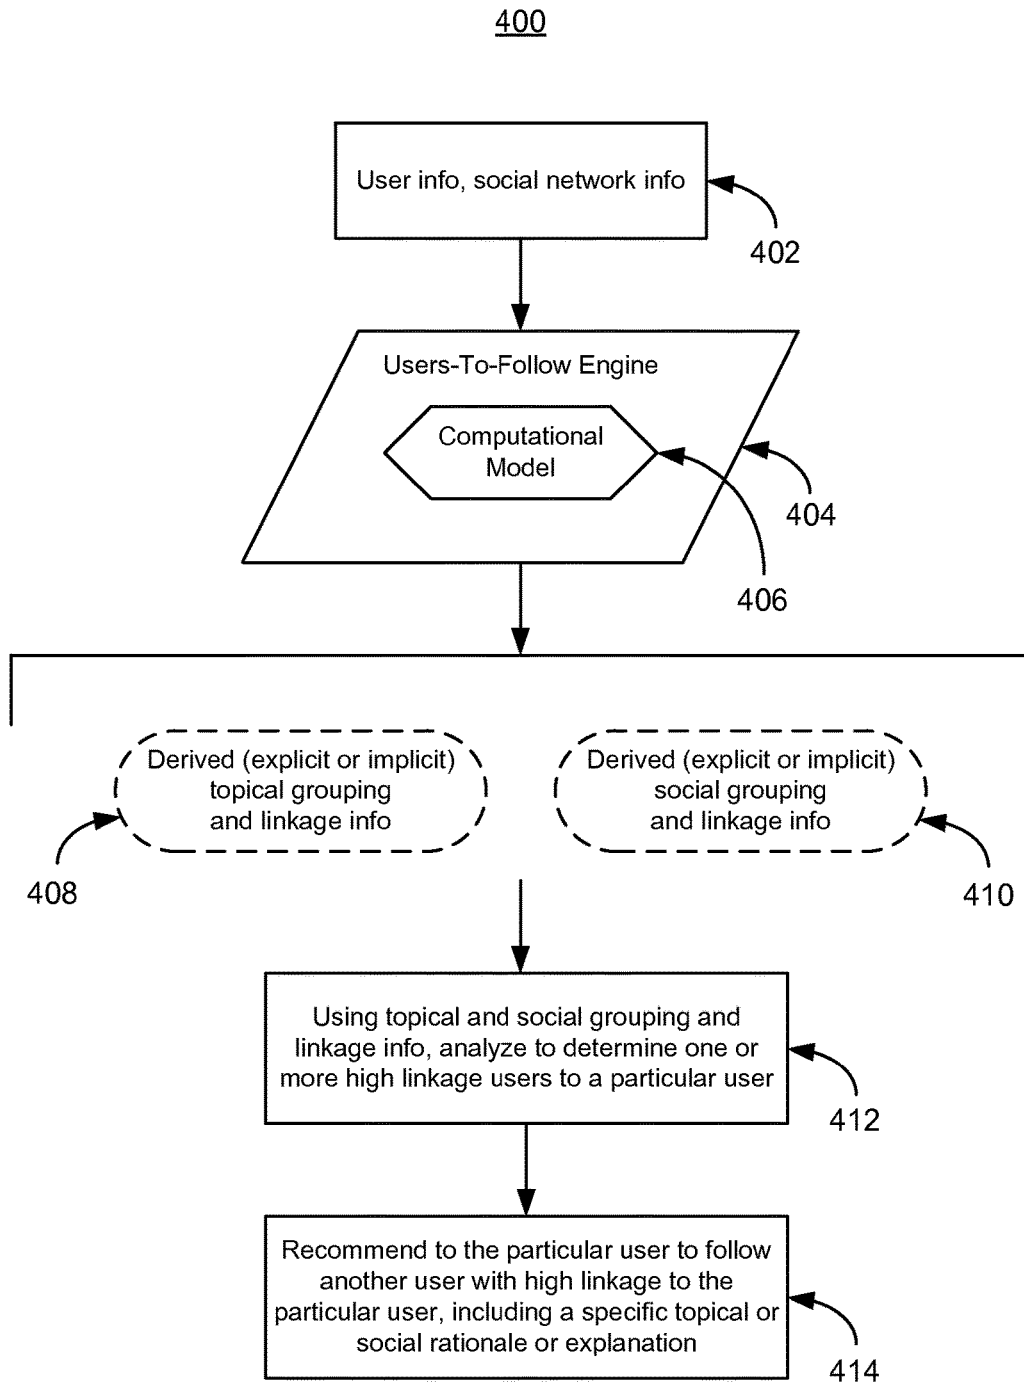 400
User info, social network info
402
Users-To-Follow Engine
Computational
Model
404
406
Derived (explicit or implicit)
topical grouping
and linkage info
408
Derived (explicit or implicit)
social grouping
and linkage info
410
Using topical and social grouping and
linkage info, analyze to determine one or
more high linkage users to a particular user
412
Recommend to the particular user to follow
another user with high linkage to the
particular user, including a specific topical or
social rationale or explanation
414